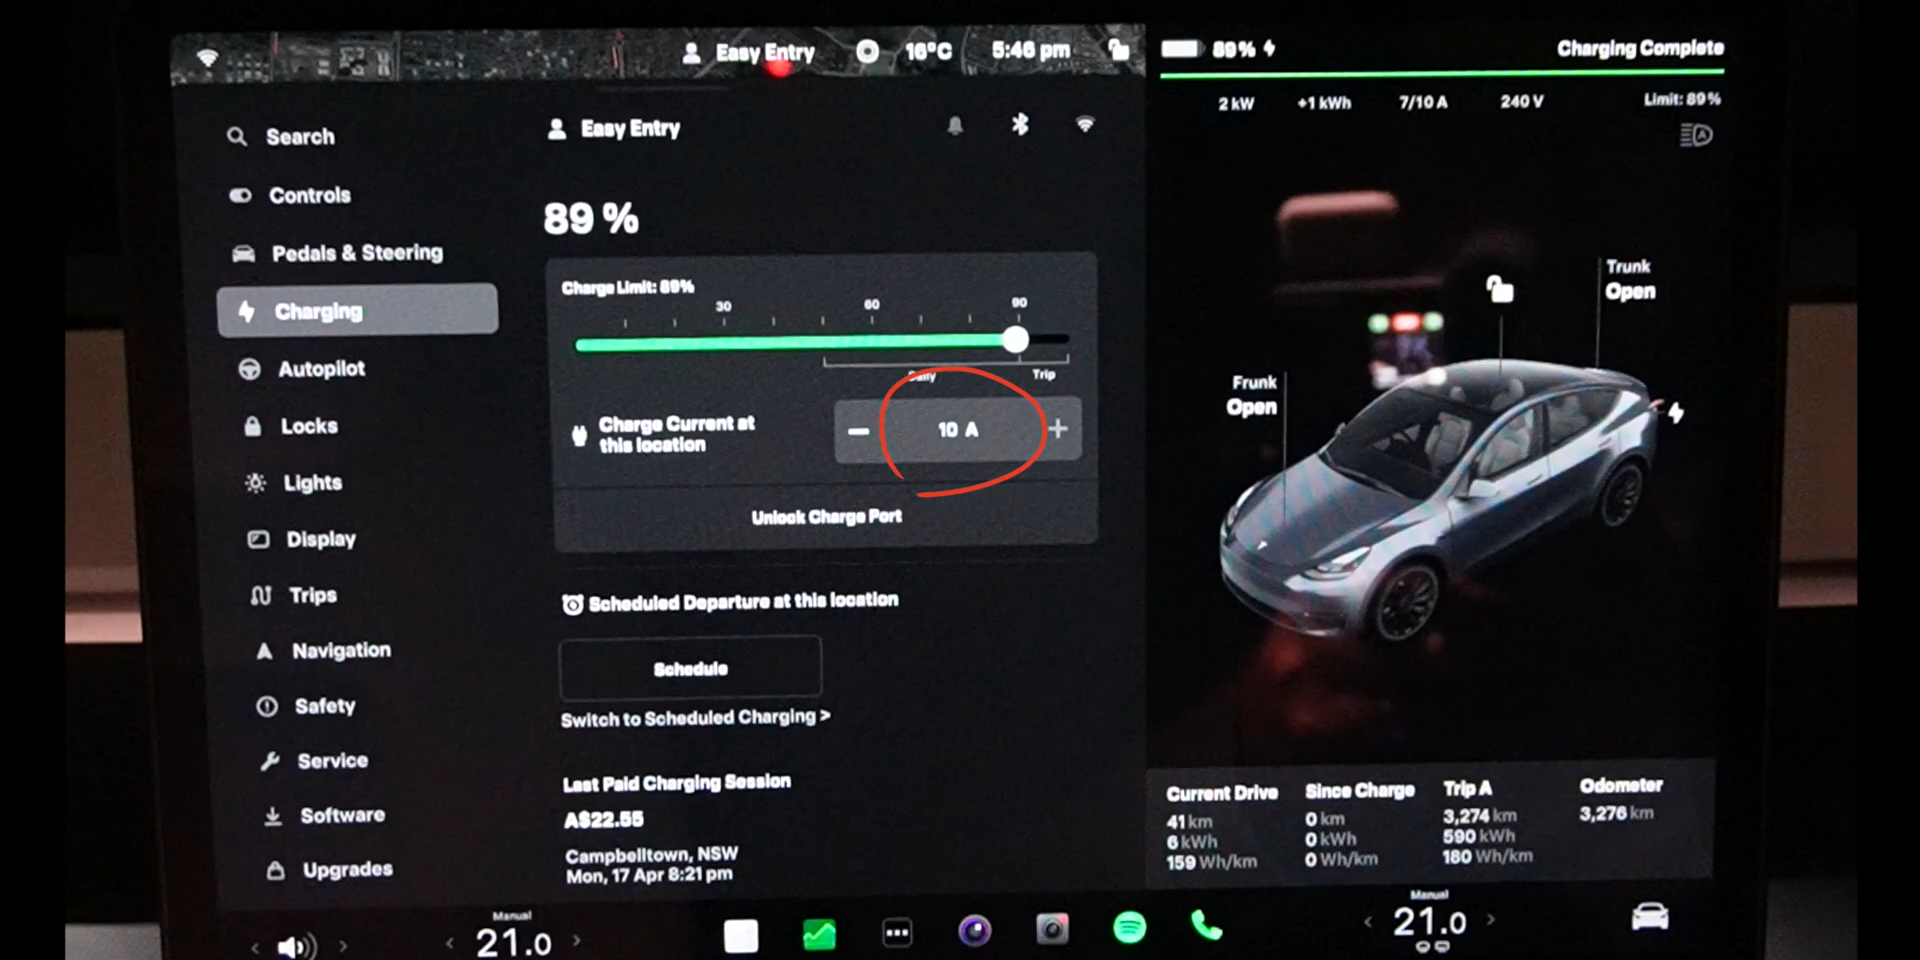 Easy Entry
16°C
5:46 pm
89%
Charging Complete
2 kW
+1 kWh
7/10 A
240 V
Limit: 89%
Search
Controls
Pedals & Steering
Charging
Autopilot
Locks
Lights
Display
Trips
Navigation
Safety
Service
Software
Upgrades
Easy Entry
89 %
Charge Limit: 89%
30
60
90
Daily
Trip
Charge Current at
this location
10 A
Unlock Charge Port
Scheduled Departure at this location
Schedule
Switch to Scheduled Charging >
Last Paid Charging Session
A$22.55
Campbelltown, NSW
Mon, 17 Apr 8:21 pm
Trunk
Open
Frunk
Open
Current Drive
41 km
6 kWh
159 Wh/km
Since Charge
0 km
0 kWh
0 Wh/km
Trip A
3,274 km
590 kWh
180 Wh/km
Odometer
3,276 km
Manual
21.0
Manual
21.0